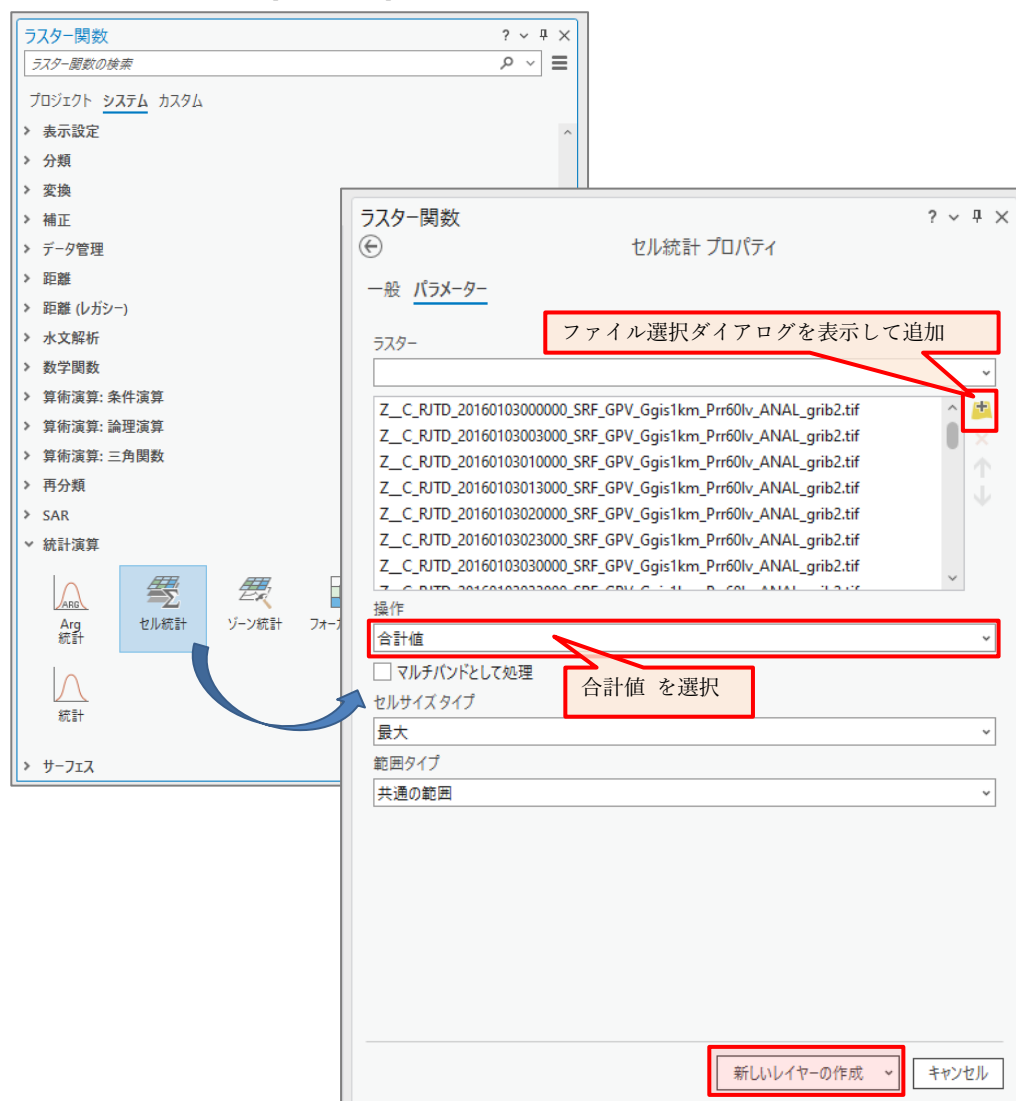 ラスター関数
ラスター関数の検索
プロジェクト システム カスタム
表示設定
分類
変換
補正
データ管理
距離
距離 (レガシー)
水文解析
数学関数
算術演算: 条件演算
算術演算: 論理演算
算術演算: 三角関数
再分類
SAR
統計演算
ARG
Arg
統計
セル統計
ゾーン統計
フォーカ
統計
サーフェス
ラスター関数
セル統計 プロパティ
一般 パラメーター
ファイル選択ダイアログを表示して追加
ラスター
Z__C_RJTD_20160103000000_SRF_GPV_Ggis1km_Prr60lv_ANAL_grib2.tif
Z__C_RJTD_20160103003000_SRF_GPV_Ggis1km_Prr60lv_ANAL_grib2.tif
Z__C_RJTD_20160103010000_SRF_GPV_Ggis1km_Prr60lv_ANAL_grib2.tif
Z__C_RJTD_20160103013000_SRF_GPV_Ggis1km_Prr60lv_ANAL_grib2.tif
Z__C_RJTD_20160103020000_SRF_GPV_Ggis1km_Prr60lv_ANAL_grib2.tif
Z__C_RJTD_20160103023000_SRF_GPV_Ggis1km_Prr60lv_ANAL_grib2.tif
Z__C_RJTD_20160103030000_SRF_GPV_Ggis1km_Prr60lv_ANAL_grib2.tif
操作
合計値
マルチバンドとして処理
合計値 を選択
セルサイズ タイプ
最大
範囲タイプ
共通の範囲
新しいレイヤーの作成
キャンセル